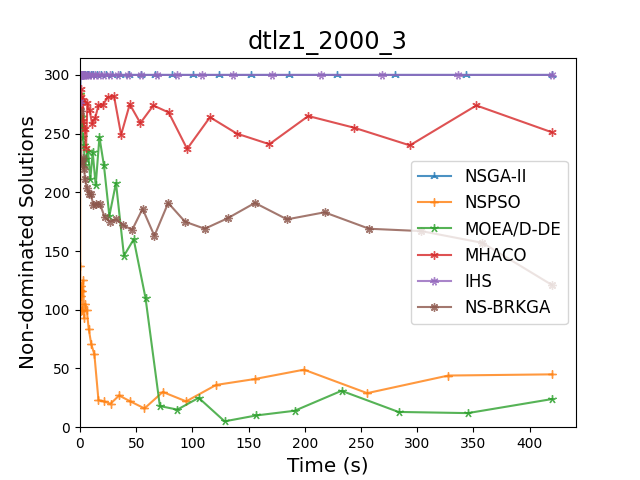 dtlz1_2000_3
Non-dominated Solutions
300
250
200
150
100
50
0
NSGA-II
NSPSO
MOEA/D-DE
MHACO
IHS
NS-BRKGA
0 50 100 150 200 250 300 350 400
Time (s)